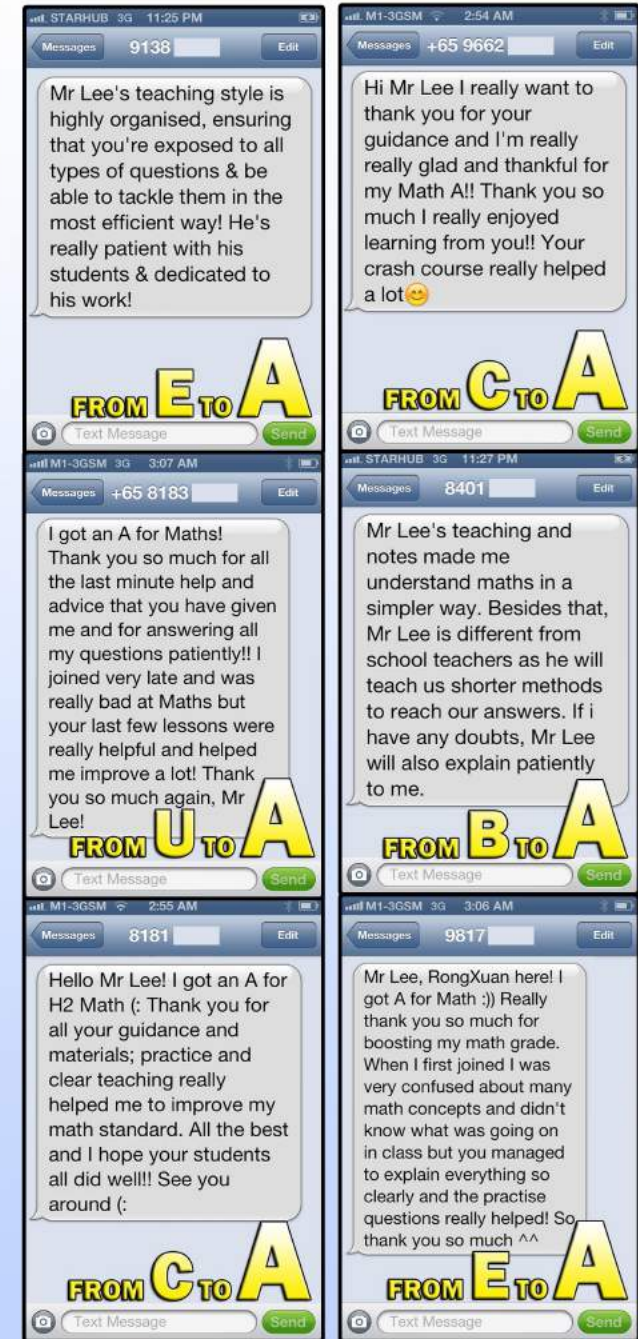 STARHUB 3G 11:25 PM
Messages 9138 Edit
Mr Lee's teaching style is
highly organised, ensuring
that you're exposed to all
types of questions & be
able to tackle them in the
most efficient way! He's
really patient with his
students & dedicated to
his work!
FROM E TO A
Text Message Send
M1-3GSM 2:54 AM
Messages +65 9662 Edit
Hi Mr Lee I really want to
thank you for your
guidance and I'm really
really glad and thankful for
my Math A!! Thank you so
much I really enjoyed
learning from you!! Your
crash course really helped
a lot😊
FROM C TO A
Text Message Send
M1-3GSM 3G 3:07 AM
Messages +65 8183 Edit
I got an A for Maths!
Thank you so much for all
the last minute help and
advice that you have given
me and for answering all
my questions patiently!! I
joined very late and was
really bad at Maths but
your last few lessons were
really helpful and helped
me improve a lot! Thank
you so much again, Mr
Lee!
FROM U TO A
Text Message Send
STARHUB 3G 11:27 PM
Messages 8401 Edit
Mr Lee's teaching and
notes made me
understand maths in a
simpler way. Besides that,
Mr Lee is different from
school teachers as he will
teach us shorter methods
to reach our answers. If i
have any doubts, Mr Lee
will also explain patiently
to me.
FROM B TO A
Text Message Send
M1-3GSM 2:55 AM
Messages 8181 Edit
Hello Mr Lee! I got an A for
H2 Math (: Thank you for
all your guidance and
materials; practice and
clear teaching really
helped me to improve my
math standard. All the best
and I hope your students
all did well!! See you
around (:
FROM C TO A
Text Message Send
M1-3GSM 3G 3:06 AM
Messages 9817 Edit
Mr Lee, RongXuan here! I
got A for Math :)) Really
thank you so much for
boosting my math grade.
When I first joined I was
very confused about many
math concepts and didn't
know what was going on
in class but you managed
to explain everything so
clearly and the practise
questions really helped! So
thank you so much ^^
FROM E TO A
Text Message Send